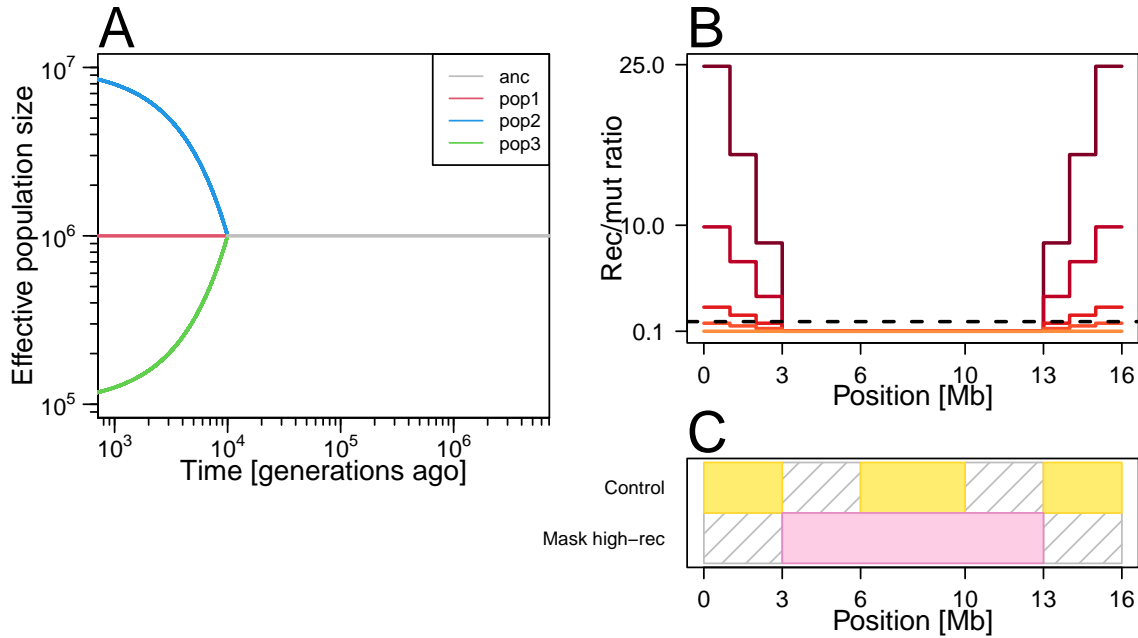 A
Effective population size
10^7
10^6
10^5
anc
pop1
pop2
pop3
10^3
10^4
10^5
10^6
Time [generations ago]
B
Rec/mut ratio
25.0
10.0
0.1
0
3
6
10
13
16
Position [Mb]
C
Control
Mask high−rec
0
3
6
10
13
16
Position [Mb]